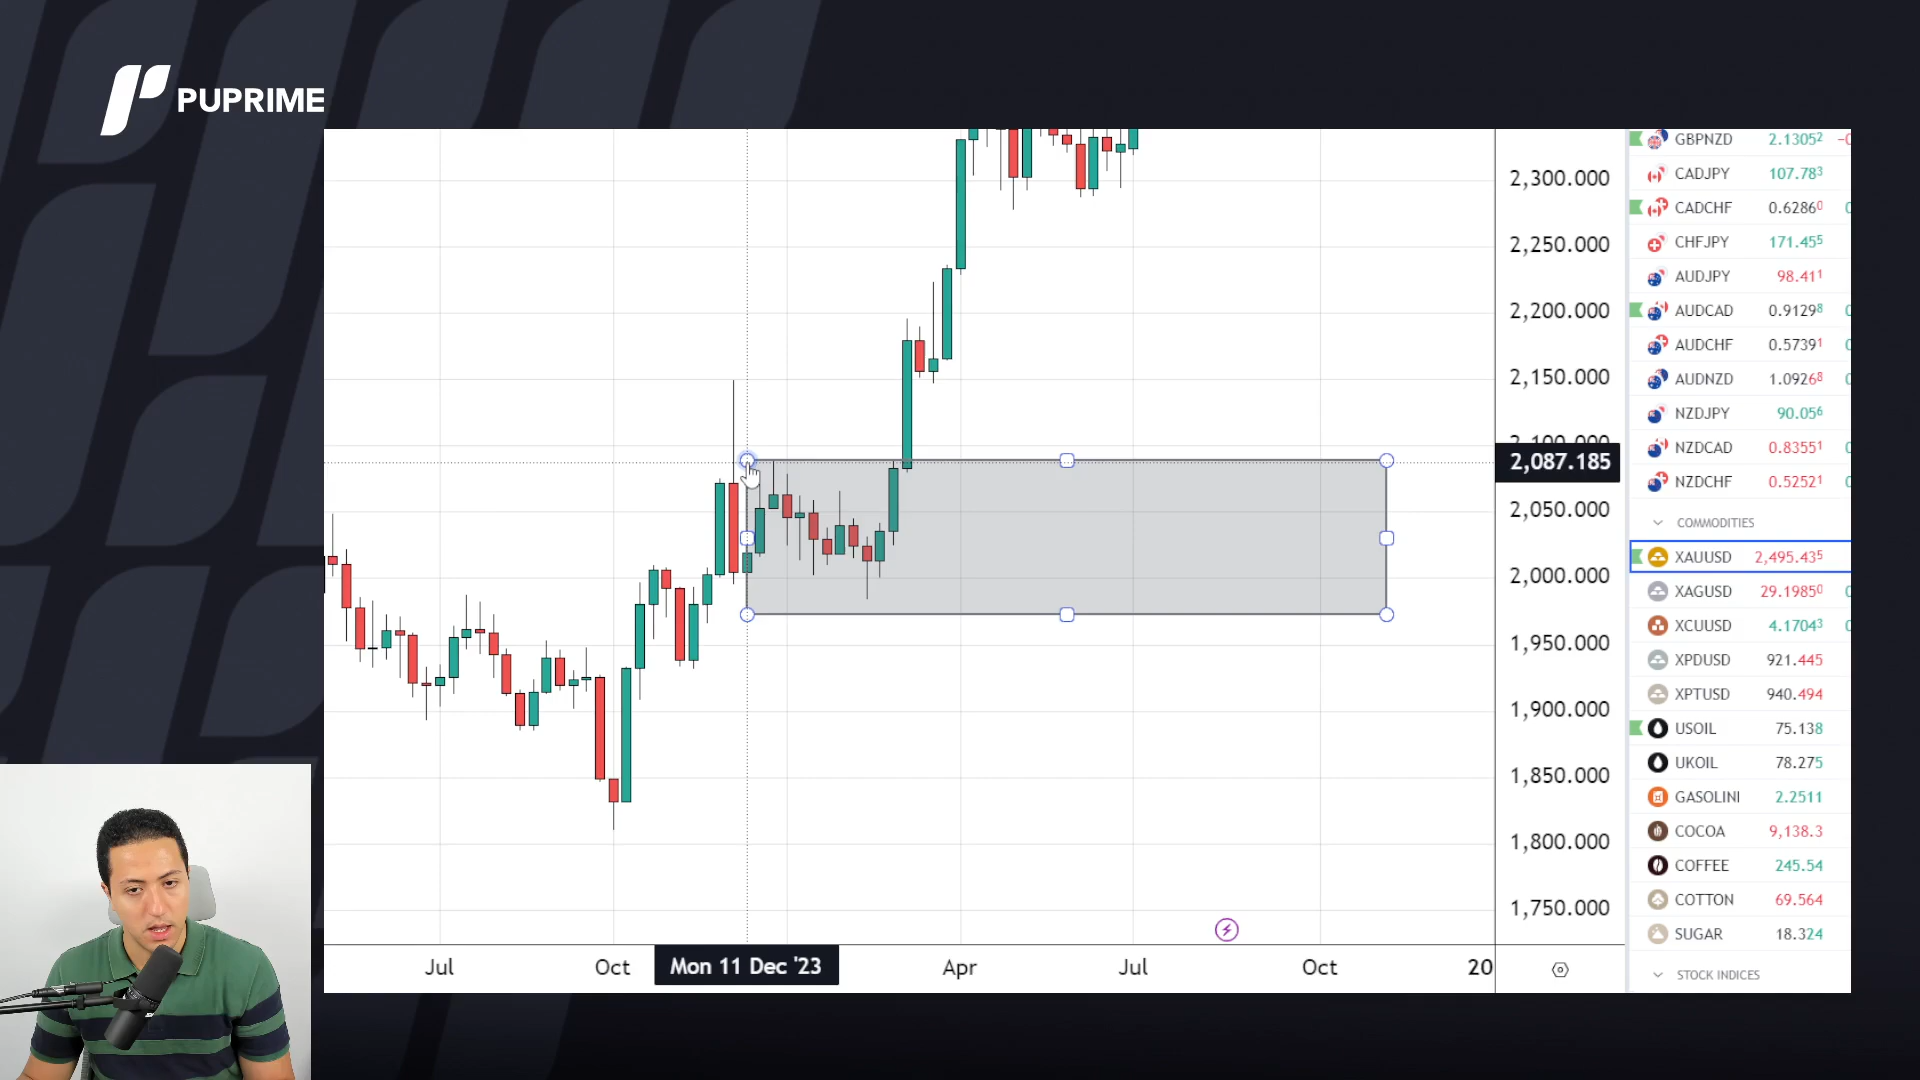 PUPRIME
2,300.000
2,250.000
2,200.000
2,150.000
2,087.185
2,050.000
2,000.000
1,950.000
1,900.000
1,850.000
1,800.000
1,750.000
Jul
Oct
Mon 11 Dec '23
Apr
Jul
Oct
20
GBPNZD 2.13052
CADJPY 107.783
CADCHF 0.62860
CHFJPY 171.455
AUDJPY 98.411
AUDCAD 0.91298
AUDCHF 0.57391
AUDNZD 1.09268
NZDJPY 90.056
NZDCAD 0.83551
NZDCHF 0.52521
COMMODITIES
XAUUSD 2,495.435
XAGUSD 29.19850
XCUUSD 4.17043
XPDUSD 921.445
XPTUSD 940.494
USOIL 75.138
UKOIL 78.275
GASOLINI 2.2511
COCOA 9,138.3
COFFEE 245.54
COTTON 69.564
SUGAR 18.324
STOCK INDICES